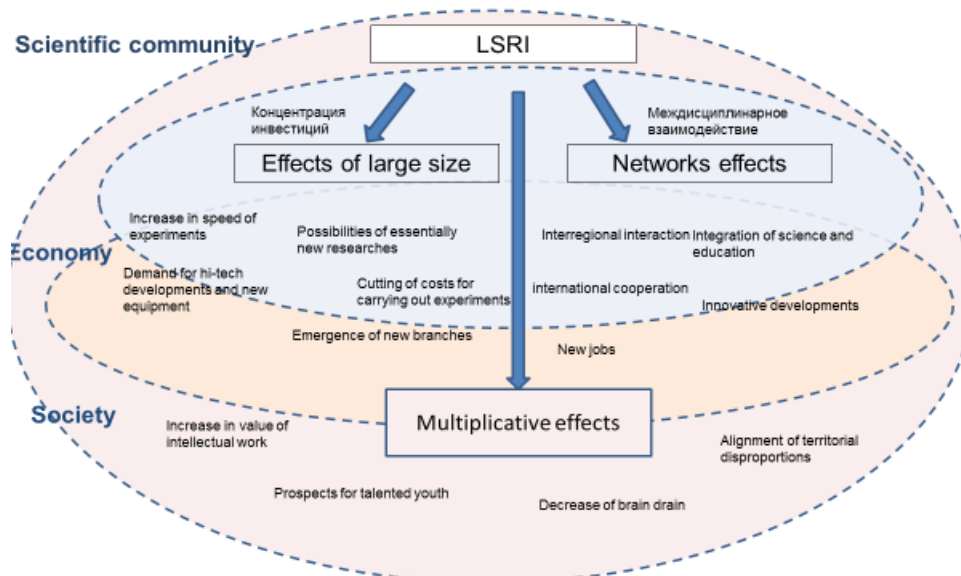 Scientific community
LSRI
Концентрация
инвестиций
Междисциплинарное
взаимодействие
Effects of large size
Networks effects
Increase in speed of
experiments
Possibilities of essentially
new researches
Interregional interaction
Integration of science and
education
Economy
Demand for hi-tech
developments and new
equipment
Cutting of costs for
carrying out experiments
international cooperation
Innovative developments
Emergence of new branches
New jobs
Society
Increase in value of
intellectual work
Multiplicative effects
Alignment of territorial
disproportions
Prospects for talented youth
Decrease of brain drain